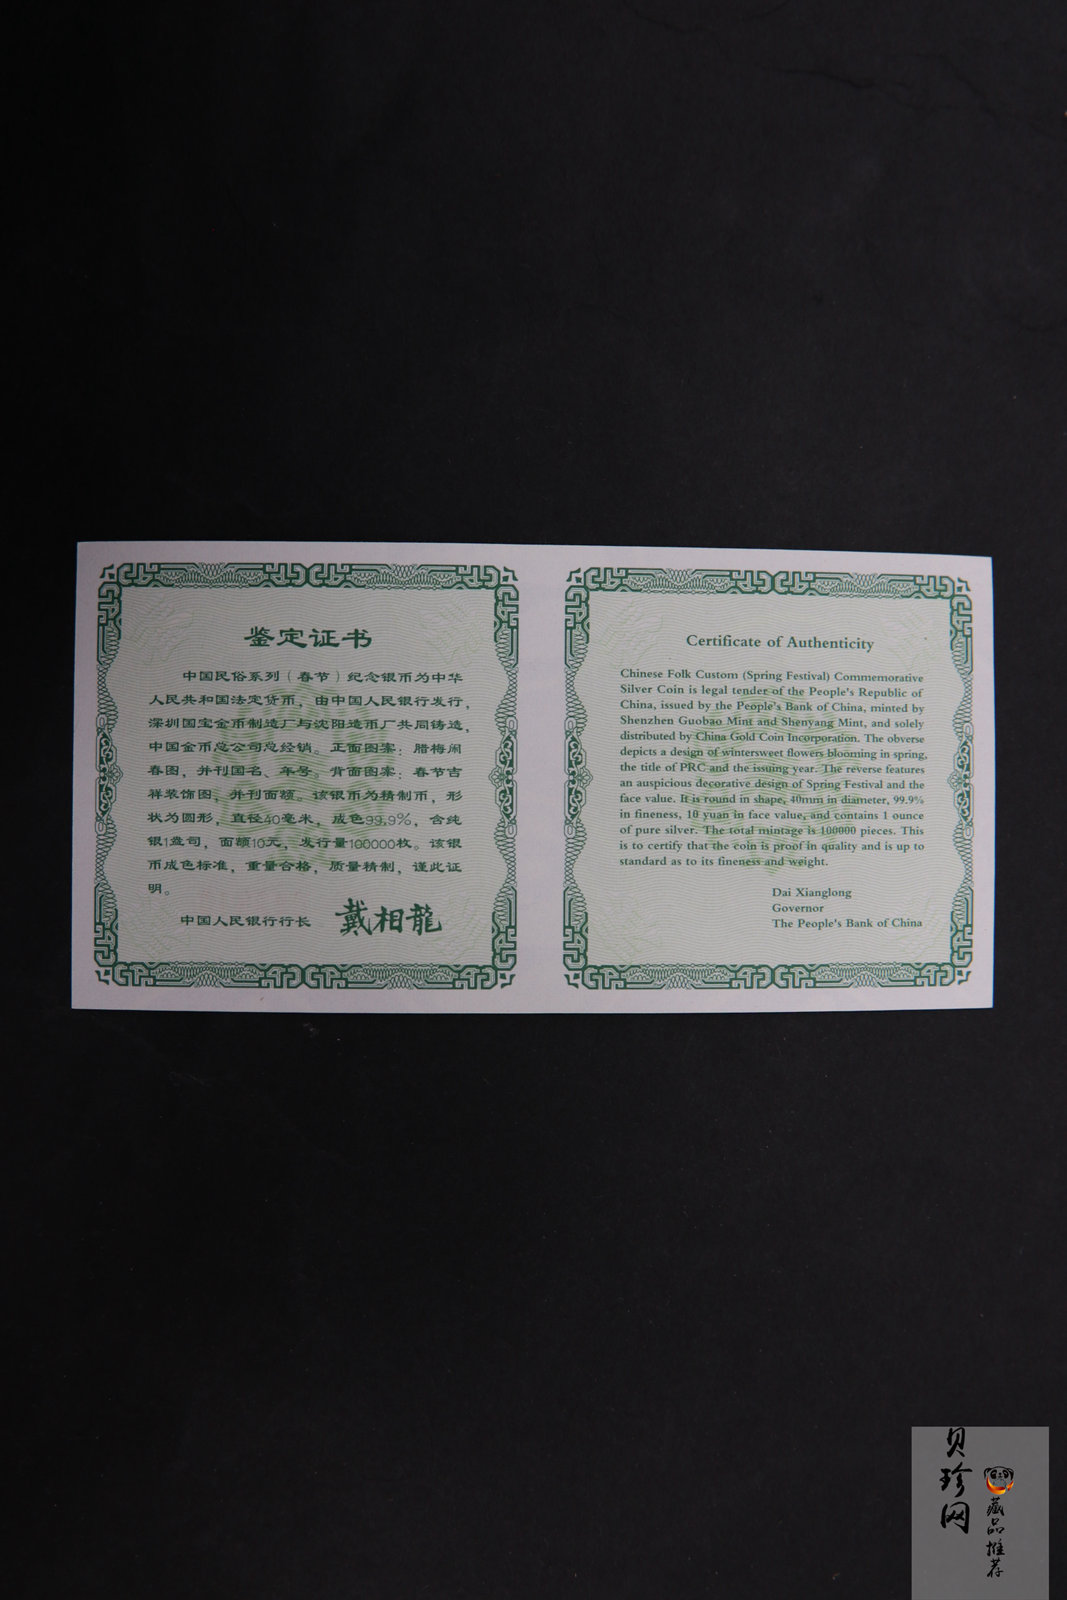 鉴定证书
中国民俗系列（春节）纪念银币为中华
人民共和国法定货币，由中国人民银行发行，
深圳国宝金币制造厂与沈阳造币厂共同铸造，
中国金币总公司总经销。正面图案：腊梅闹
春图，并刊国名、年号。背面图案：春节吉
祥装饰图，并刊面额。该银币为精制币，形
状为圆形，直径40毫米，成色99.9%，含纯
银1盎司，面额10元，发行量100000枚。该银
币成色标准，重量合格，质量精制，谨此证
明。
中国人民银行行长 戴相龍
Certificate of Authenticity
Chinese Folk Custom (Spring Festival) Commemorative
Silver Coin is legal tender of the People's Republic of
China, issued by the People's Bank of China, minted by
Shenzhen Guobao Mint and Shenyang Mint, and solely
distributed by China Gold Coin Incorporation. The obverse
depicts a design of wintersweet flowers blooming in spring,
the title of PRC and the issuing year. The reverse features
an auspicious decorative design of Spring Festival and the
face value. It is round in shape, 40mm in diameter, 99.9%
in fineness, 10 yuan in face value, and contains 1 ounce
of pure silver. The total mintage is 100000 pieces. This
is to certify that the coin is proof in quality and is up to
standard as to its fineness and weight.
Dai Xianglong
Governor
The People's Bank of China
贝珍网
藏品推荐